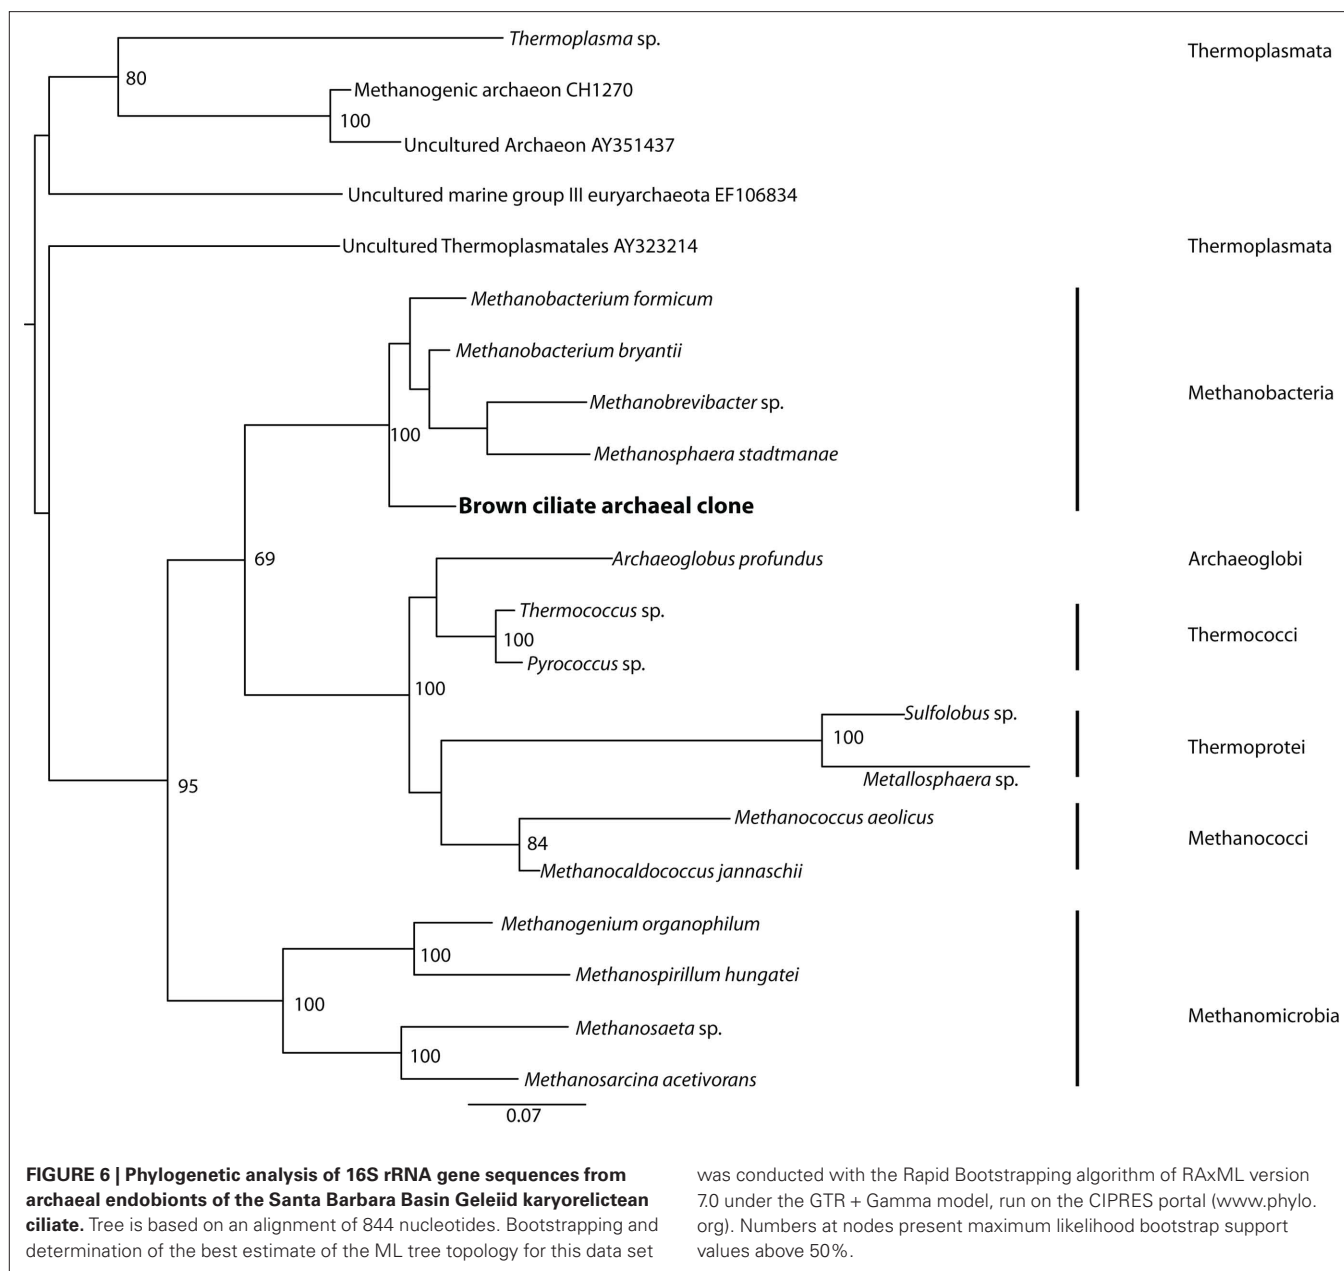 Thermoplasma sp.
Thermoplasmata
80
Methanogenic archaeon CH1270
100
Uncultured Archaeon AY351437
Uncultured marine group III euryarchaeota EF106834
Uncultured Thermoplasmatales AY323214
Thermoplasmata
Methanobacterium formicum
Methanobacterium bryantii
Methanobrevibacter sp.
Methanobacteria
100
Methanosphaera stadtmanae
Brown ciliate archaeal clone
69
Archaeoglobus profundus
Archaeoglobi
Thermococcus sp.
100
Thermococci
Pyrococcus sp.
100
Sulfolobus sp.
100
Thermoprotei
Metallosphaera sp.
95
Methanococcus aeolicus
84
Methanococci
Methanocaldococcus jannaschii
Methanogenium organophilum
100
Methanospirillum hungatei
100
Methanomicrobia
Methanosaeta sp.
100
Methanosarcina acetivorans
0.07
FIGURE 6 | Phylogenetic analysis of 16S rRNA gene sequences from
archaeal endobionts of the Santa Barbara Basin Geleiid karyorelictean
ciliate. Tree is based on an alignment of 844 nucleotides. Bootstrapping and
determination of the best estimate of the ML tree topology for this data set
was conducted with the Rapid Bootstrapping algorithm of RAxML version
7.0 under the GTR + Gamma model, run on the CIPRES portal (www.phylo.
org). Numbers at nodes present maximum likelihood bootstrap support
values above 50%.